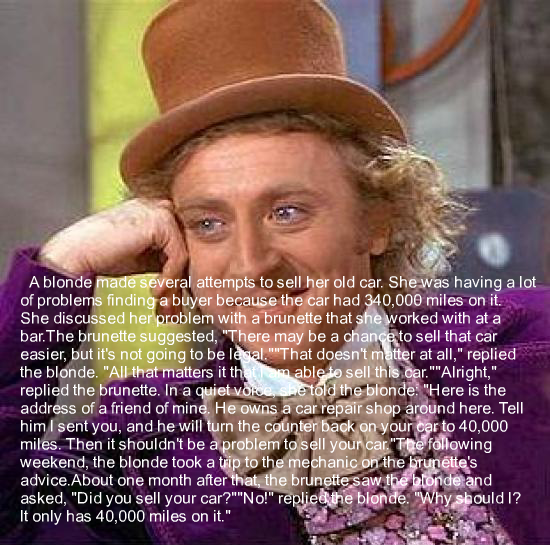 A blonde made several attempts to sell her old car. She was having a lot
of problems finding a buyer because the car had 340,000 miles on it.
She discussed her problem with a brunette that she worked with at a
bar.The brunette suggested, "There may be a chance to sell that car
easier, but it's not going to be legal.""That doesn't matter at all," replied
the blonde. "All that matters it that I am able to sell this car.""Alright,"
replied the brunette. In a quiet voice, she told the blonde: "Here is the
address of a friend of mine. He owns a car repair shop around here. Tell
him I sent you, and he will turn the counter back on your car to 40,000
miles. Then it shouldn't be a problem to sell your car."The following
weekend, the blonde took a trip to the mechanic on the brunette's
advice.About one month after that, the brunette saw the blonde and
asked, "Did you sell your car?""No!" replied the blonde. "Why should I?
It only has 40,000 miles on it."